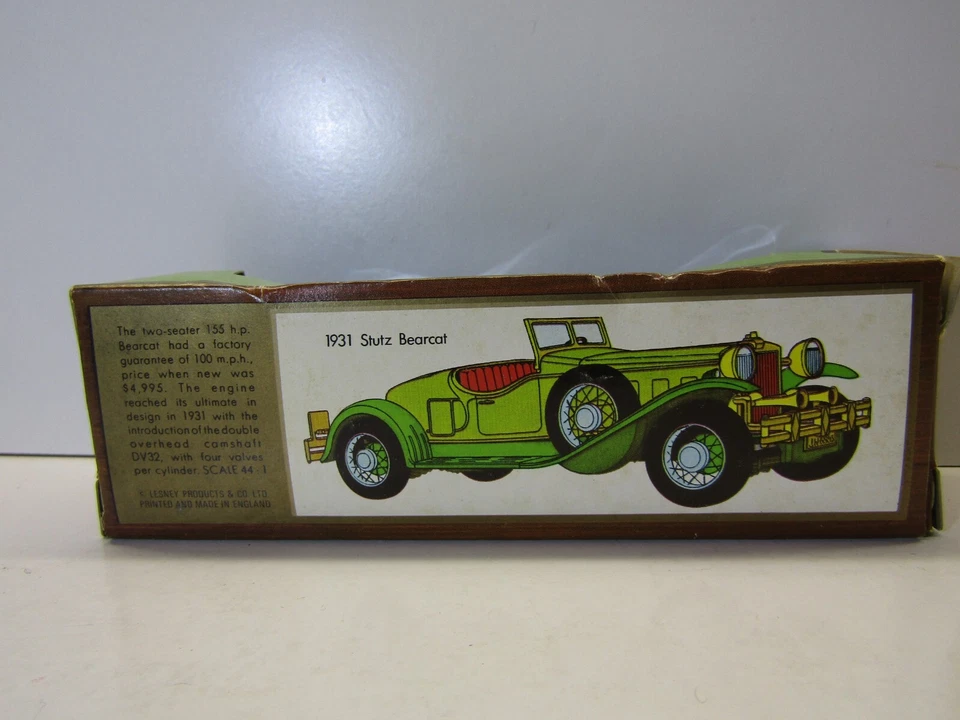 The two-seater 155 h.p.
Bearcat had a factory
guarantee of 100 m.p.h.,
price when new was
$4,995. The engine
reached its ultimate in
design in 1931 with the
introduction of the double
overhead camshaft
DV32, with four valves
per cylinder. SCALE 44 · 1
© LESNEY PRODUCTS & CO. LTD.
PRINTED AND MADE IN ENGLAND
1931 Stutz Bearcat